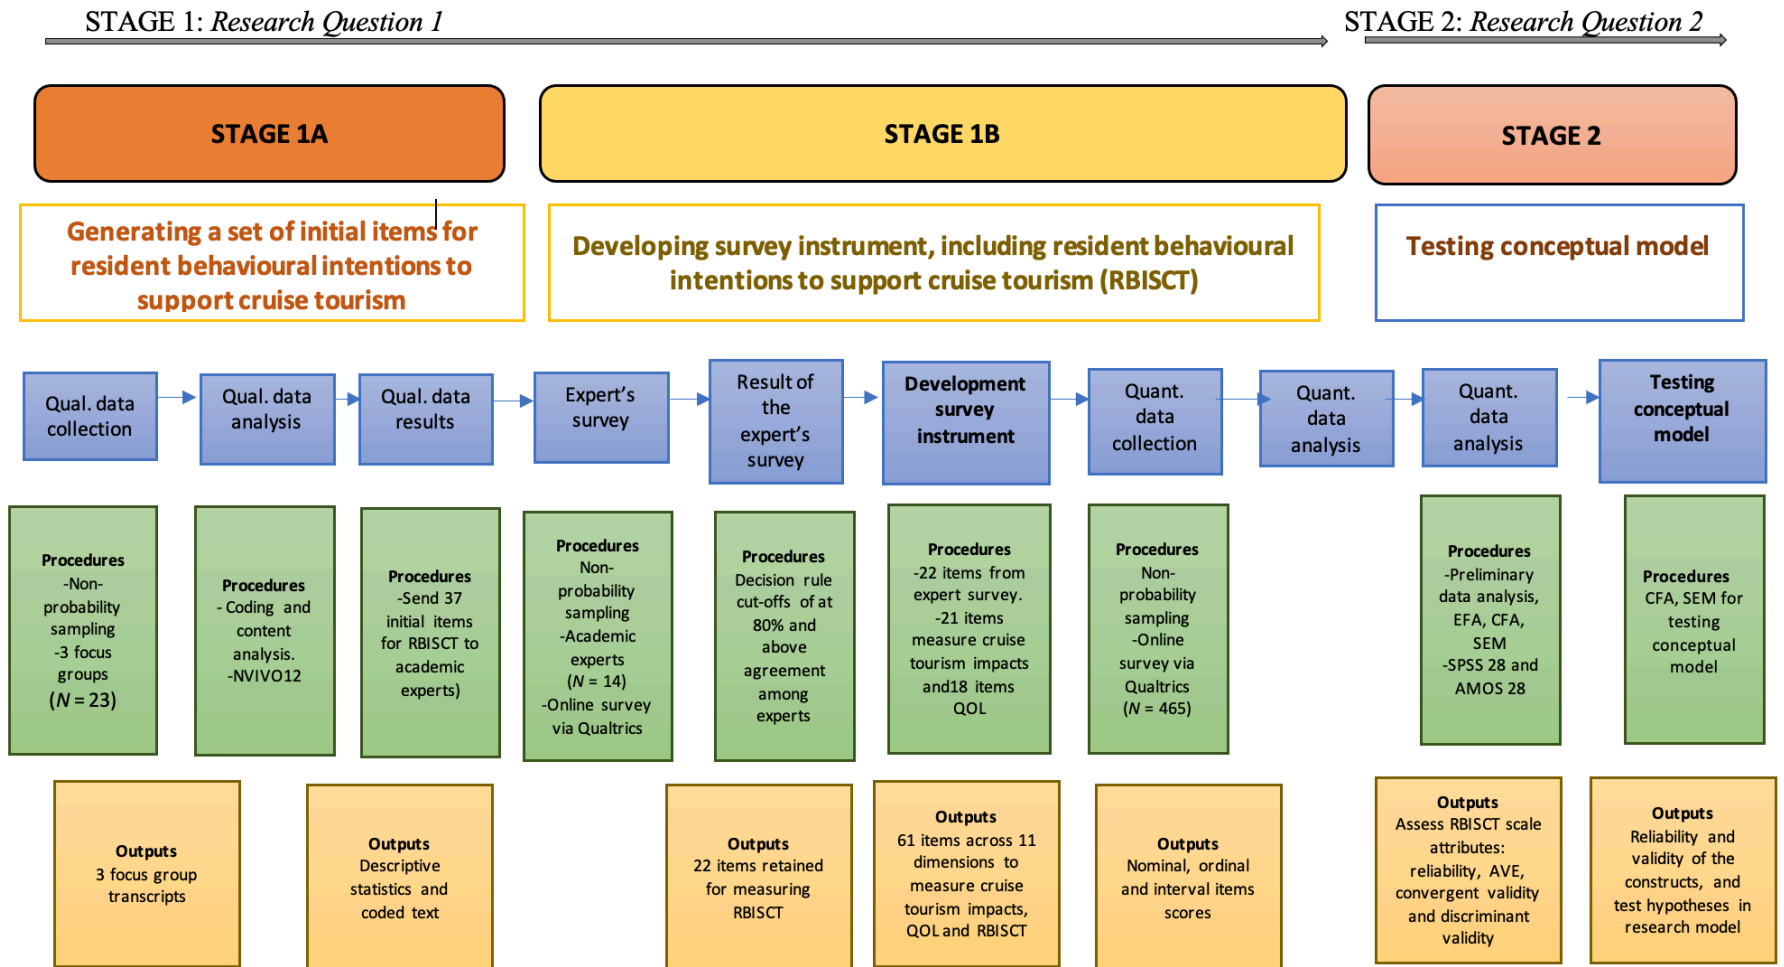 STAGE 1: Research Question 1
STAGE 2: Research Question 2
STAGE 1A
STAGE 1B
STAGE 2
Generating a set of initial items for
resident behavioural intentions to
support cruise tourism
Developing survey instrument, including resident behavioural
intentions to support cruise tourism (RBISCT)
Testing conceptual model
Qual. data
collection
Qual. data
analysis
Qual. data
results
Expert’s
survey
Result of
the
expert’s
survey
Development
survey
instrument
Quant.
data
collection
Quant.
data
analysis
Quant.
data
analysis
Testing
conceptual
model
Procedures
-Non-
probability
sampling
-3 focus
groups
(N = 23)
Procedures
- Coding and
content
analysis.
-NVIVO12
Procedures
-Send 37
initial items
for RBISCT to
academic
experts)
Procedures
Non-
probability
sampling
-Academic
experts
(N = 14)
-Online survey
via Qualtrics
Procedures
Decision rule
cut-offs of at
80% and
above
agreement
among
experts
Procedures
-22 items from
expert survey.
-21 items
measure cruise
tourism impacts
and18 items
QOL
Procedures
Non-
probability
sampling
-Online
survey via
Qualtrics
(N = 465)
Procedures
-Preliminary
data analysis,
EFA, CFA,
SEM
-SPSS 28 and
AMOS 28
Procedures
CFA, SEM for
testing
conceptual
model
Outputs
3 focus group
transcripts
Outputs
Descriptive
statistics and
coded text
Outputs
22 items retained
for measuring
RBISCT
Outputs
61 items across 11
dimensions to
measure cruise
tourism impacts,
QOL and RBISCT
Outputs
Nominal, ordinal
and interval items
scores
Outputs
Assess RBISCT scale
attributes:
reliability, AVE,
convergent validity
and discriminant
validity
Outputs
Reliability and
validity of the
constructs, and
test hypotheses in
research model